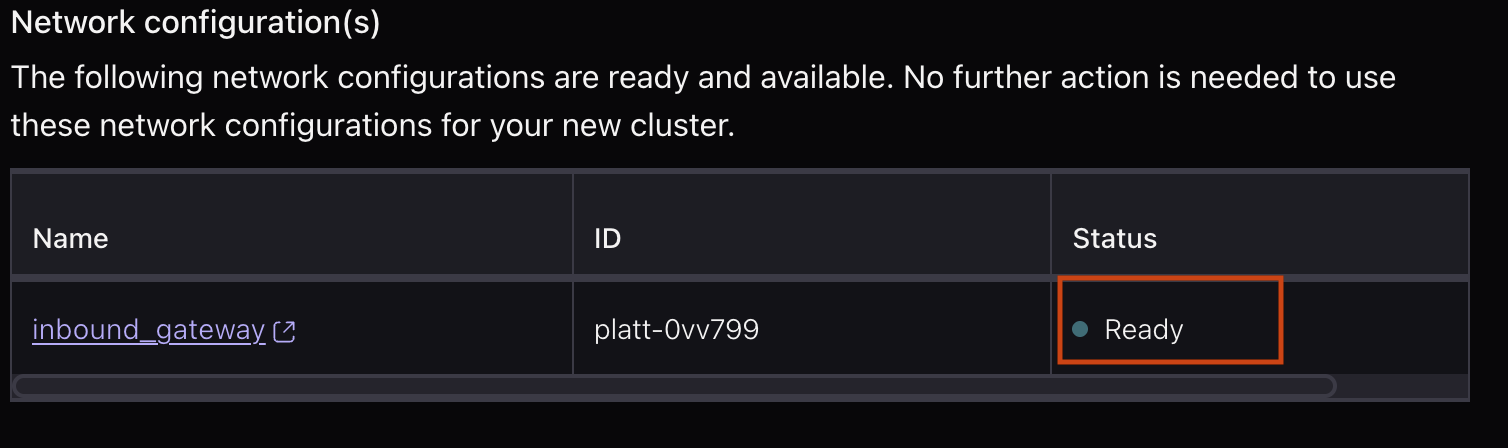 Network configuration(s)
The following network configurations are ready and available. No further action is needed to use
these network configurations for your new cluster.
Name ID Status
inbound_gateway platt-0vv799 Ready